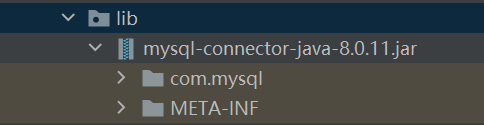 lib
mysql-connector-java-8.0.11.jar
com.mysql
META-INF